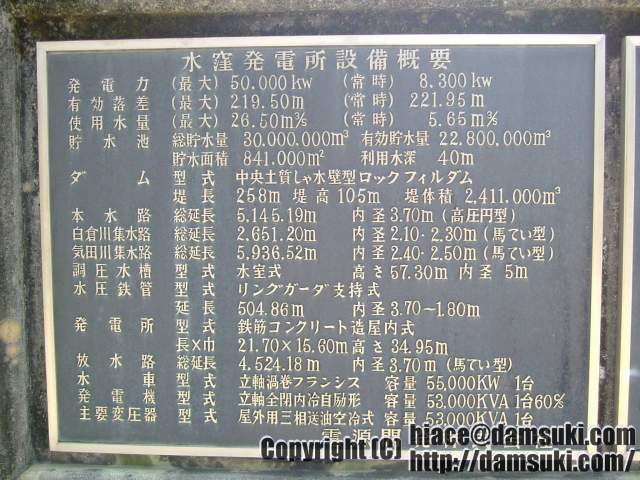 水窪発電所設備概要
発電力 (最大) 50.000kw (常時) 8.300kw
有効落差 (最大) 219.50m (常時) 221.95m
使用水量 (最大) 26.50m³/s (常時) 5.65m³/s
貯水池 総貯水量 30.000.000m³ 有効貯水量 22.800.000m³
貯水面積 841.000m² 利用水深 40m
ダム 型式 中央土質しゃ水壁型ロックフィルダム
堤長 258m 堤高 105m 堤体積 2,411.000m³
本水路 総延長 5,145.19m 内圣 3.70m (高圧円型)
白倉川集水路 総延長 2,651.20m 内圣 2.10・2.30m (馬てい型)
気田川集水路 総延長 5,936.52m 内圣 2.40・2.50m (馬てい型)
調圧水槽 型式 水室式 高さ 57.30m 内圣 5m
水圧鉄管 型式 リングガーダ支持式
延長 504.86m 内圣 3.70〜1.80m
発電所 型式 鉄筋コンクリート造屋内式
長×巾 21.70×15.60m 高さ 34.95m
放水路 総延長 4,524.18m 内圣 3.70m (馬てい型)
水車 型式 立軸渦巻フランシス 容量 55,000KW 1台
発電機 型式 立軸全閉内冷自励形 容量 53,000KVA 1台60%
主要変圧器 型式 屋外用三相送油空冷式 容量 53,000KVA 1台
電源開
Copyright (C) hiace@damsuki.com
http://damsuki.com/